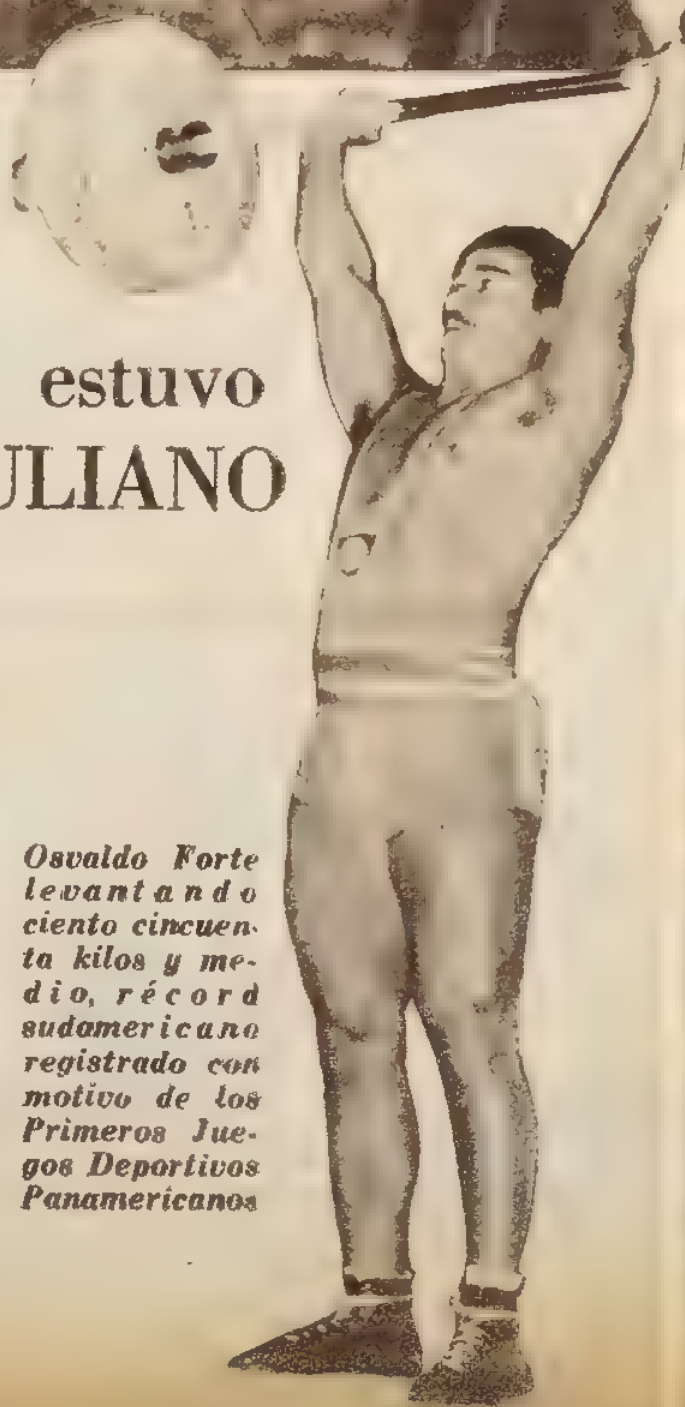 estuvo
ULIANO
Osvaldo Forte
levantando
ciento cincuen-
ta kilos y me-
dio, récord
sudamericano
registrado con
motivo de los
Primeros Jue-
gos Deportivos
Panamericanos